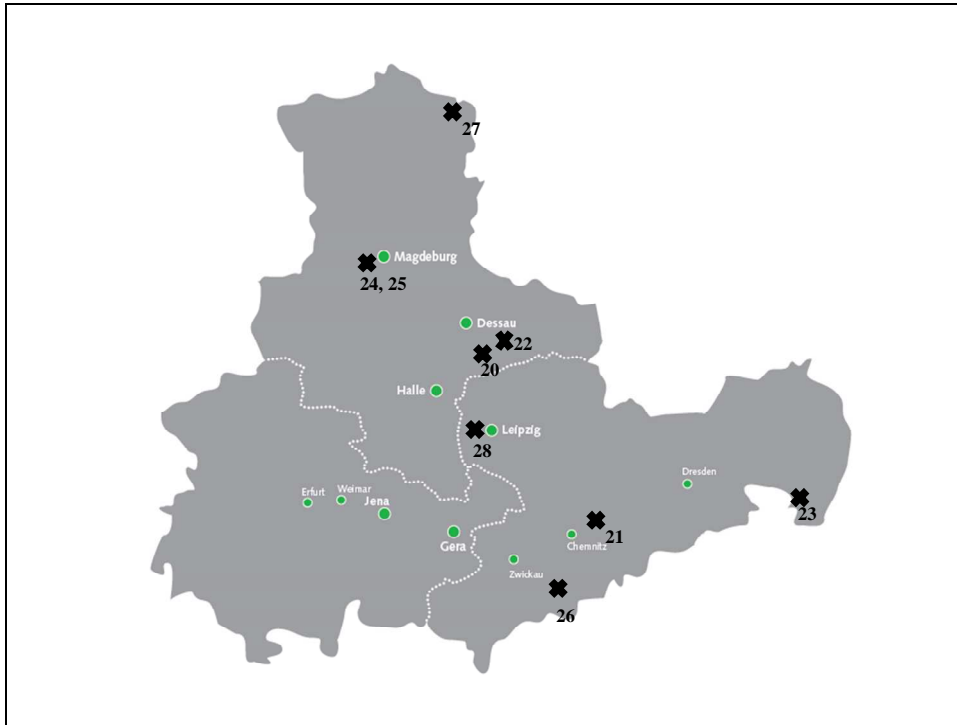 27
Magdeburg
24, 25
Dessau
22
20
Halle
Leipzig
28
Dresden
Erfurt
Weimar
Jena
23
21
Gera
Chemnitz
Zwickau
26